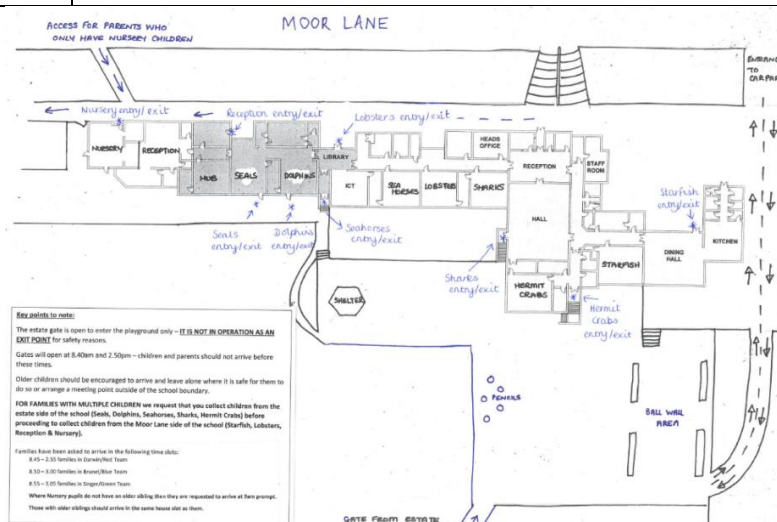 MOOR LANE
ACCESS FOR PARENTS WHO
ONLY HAVE NURSERY CHILDREN
ENTRANCE
TO
CARPARK
Nursery entry/exit
Reception entry/exit
Lobsters entry/exit
NURSERY
RECEPTION
HUB
SEALS
DOLPHINS
LIBRARY
ICT
SEA
HORSES
LOBSTERS
SHARKS
HEADS
OFFICE
RECEPTION
STAFF
ROOM
HALL
Starfish
entry/exit
KITCHEN
DINING
HALL
STARFISH
HERMIT
CRABS
Seals
entry/exit
Dolphins
entry/exit
Seahorses
entry/exit
Sharks
entry/exit
Hermit
Crabs
entry/exit
SHELTER
PENCILS
BALL WALL
AREA
GATE FROM ESTATE
Key points to note:
The estate gate is open to enter the playground only – IT IS NOT IN OPERATION AS AN
EXIT POINT for safety reasons.
Gates will open at 8.40am and 2.50pm – children and parents should not arrive before
these times.
Older children should be encouraged to arrive and leave alone where it is safe for them to
do so or arrange a meeting point outside of the school boundary.
FOR FAMILIES WITH MULTIPLE CHILDREN we request that you collect children from the
estate side of the school (Seals, Dolphins, Seahorses, Sharks, Hermit Crabs) before
proceeding to collect children from the Moor Lane side of the school (Starfish, Lobsters,
Reception & Nursery).
Families have been asked to arrive in the following time slots:
8.45 – 2.55 families in Darwin/Red Team
8.50 – 3.00 families in Brunel/Blue Team
8.55 – 3.05 families in Singer/Green Team
Where Nursery pupils do not have an older sibling then they are requested to arrive at 9am prompt.
Those with older siblings should arrive in the same house slot as them.